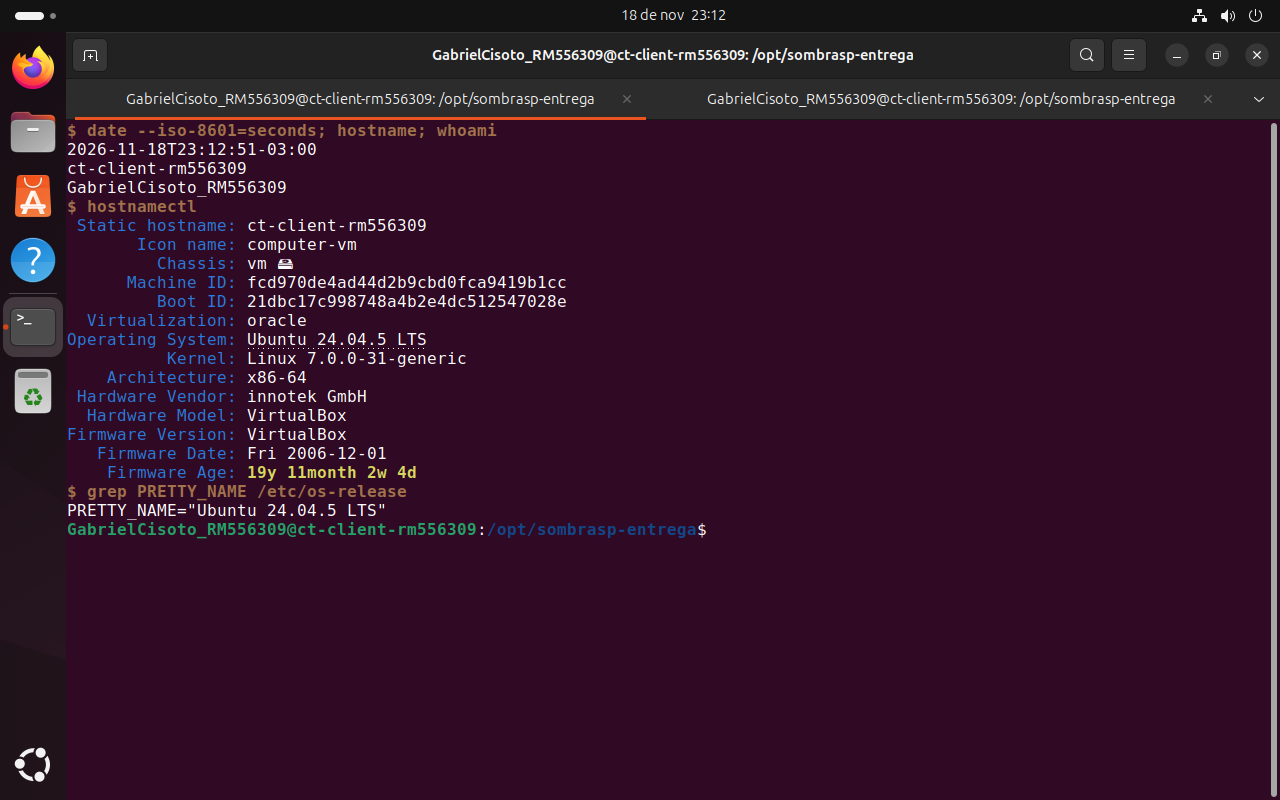 18 de nov 23:12
GabrielCisoto_RM556309@ct-client-rm556309: /opt/sombrasp-entrega
GabrielCisoto_RM556309@ct-client-rm556309: /opt/sombrasp-entrega
GabrielCisoto_RM556309@ct-client-rm556309: /opt/sombrasp-entrega
$ date --iso-8601=seconds; hostname; whoami
2026-11-18T23:12:51-03:00
ct-client-rm556309
GabrielCisoto_RM556309
$ hostnamectl
Static hostname: ct-client-rm556309
Icon name: computer-vm
Chassis: vm 🖴
Machine ID: fcd970de4ad44d2b9cbd0fca9419b1cc
Boot ID: 21dbc17c998748a4b2e4dc512547028e
Virtualization: oracle
Operating System: Ubuntu 24.04.5 LTS
Kernel: Linux 7.0.0-31-generic
Architecture: x86-64
Hardware Vendor: innotek GmbH
Hardware Model: VirtualBox
Firmware Version: VirtualBox
Firmware Date: Fri 2006-12-01
Firmware Age: 19y 11month 2w 4d
$ grep PRETTY_NAME /etc/os-release
PRETTY_NAME="Ubuntu 24.04.5 LTS"
GabrielCisoto_RM556309@ct-client-rm556309:/opt/sombrasp-entrega$